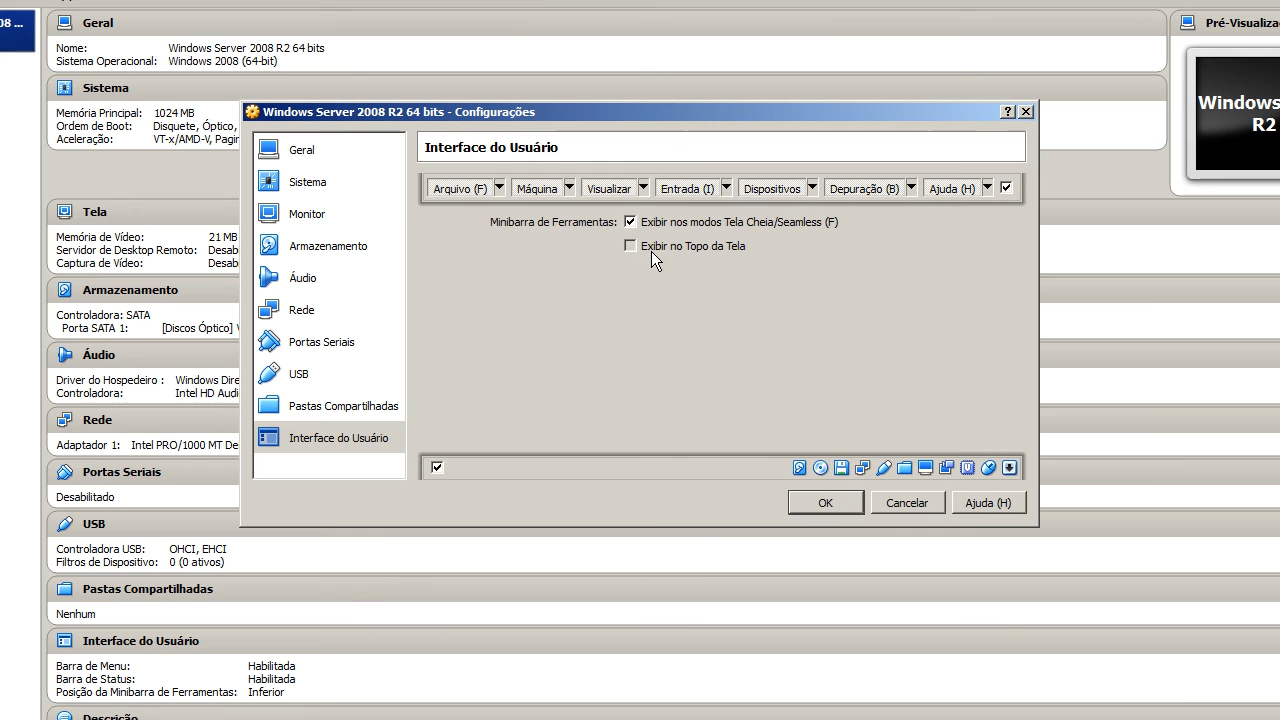 08 ...
Geral
Nome: Windows Server 2008 R2 64 bits
Sistema Operacional: Windows 2008 (64-bit)
Pré-Visualiza
Windows
R2
Sistema
Memória Principal: 1024 MB
Ordem de Boot: Disquete, Óptico,
Aceleração: VT-x/AMD-V, Pagin
Tela
Memória de Vídeo: 21 MB
Servidor de Desktop Remoto: Desab
Captura de Vídeo: Desab
Armazenamento
Controladora: SATA
Porta SATA 1: [Discos Óptico]
Áudio
Driver do Hospedeiro : Windows Dire
Controladora: Intel HD Audi
Rede
Adaptador 1: Intel PRO/1000 MT De
Portas Seriais
Desabilitado
USB
Controladora USB: OHCI, EHCI
Filtros de Dispositivo: 0 (0 ativos)
Pastas Compartilhadas
Nenhum
Interface do Usuário
Barra de Menu: Habilitada
Barra de Status: Habilitada
Posição da Minibarra de Ferramentas: Inferior
Descrição
Windows Server 2008 R2 64 bits - Configurações
Geral
Sistema
Monitor
Armazenamento
Áudio
Rede
Portas Seriais
USB
Pastas Compartilhadas
Interface do Usuário
Interface do Usuário
Arquivo (F) Máquina Visualizar Entrada (I) Dispositivos Depuração (B) Ajuda (H)
Minibarra de Ferramentas: Exibir nos modos Tela Cheia/Seamless (F)
Exibir no Topo da Tela
OK Cancelar Ajuda (H)